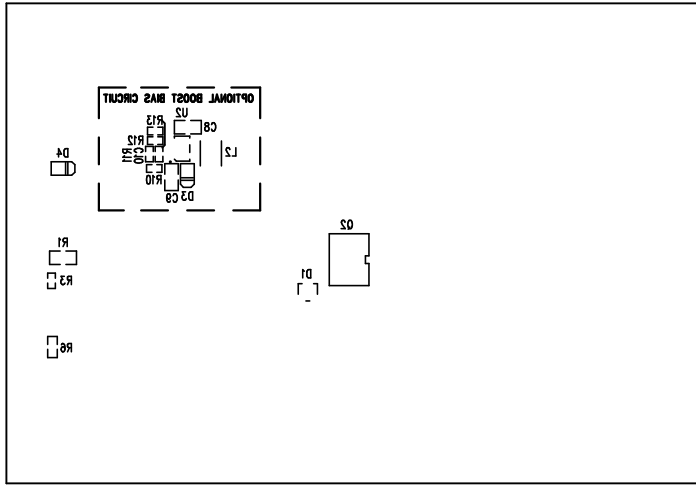 OPTIONAL BOOST BIAS CIRCUIT
U2
R13
C8
R12
D4
R11
C10
L2
R10
C9
D3
Q2
R1
D1
R3
R6